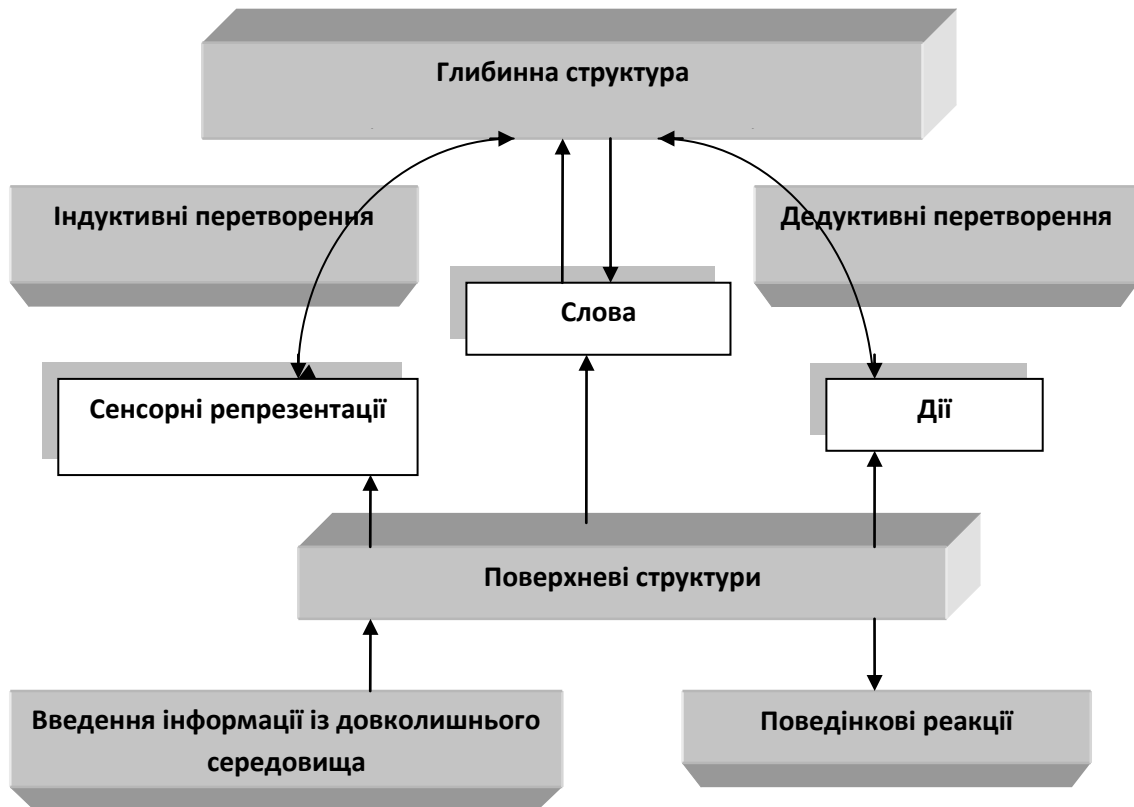 Глибинна структура
Індуктивні перетворення
Дедуктивні перетворення
Слова
Сенсорні репрезентації
Дії
Поверхневі структури
Введення інформації із довколишнього
середовища
Поведінкові реакції